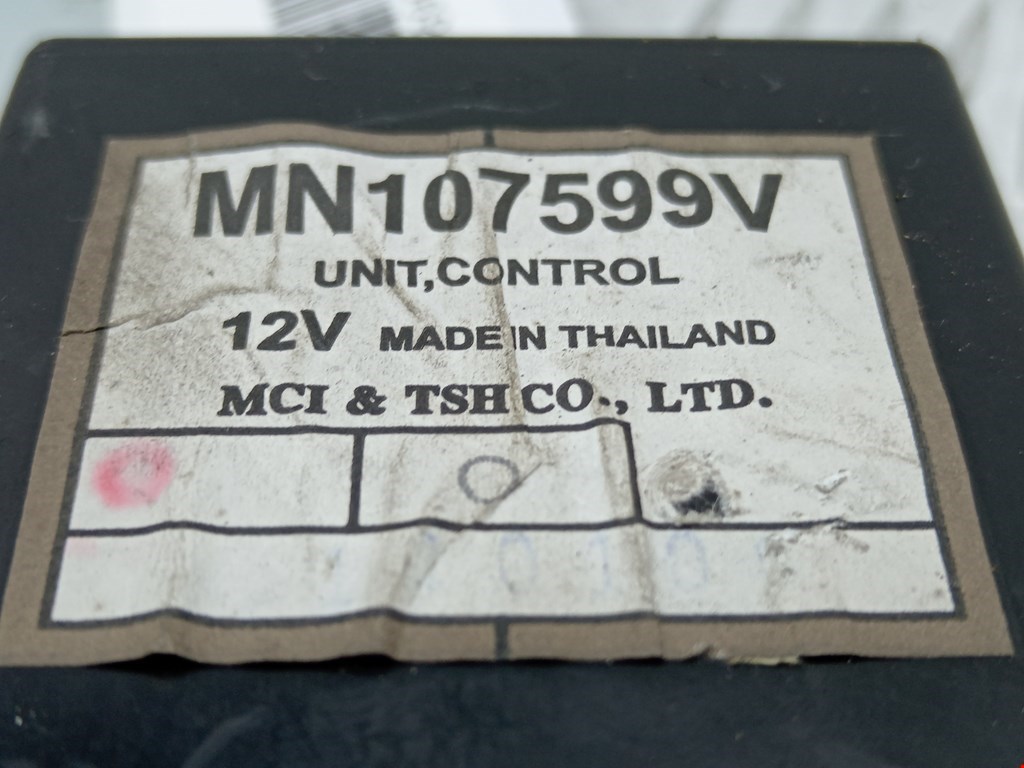 MN107599V
UNIT,CONTROL
12V MADE IN THAILAND
MCI & TSH CO., LTD.